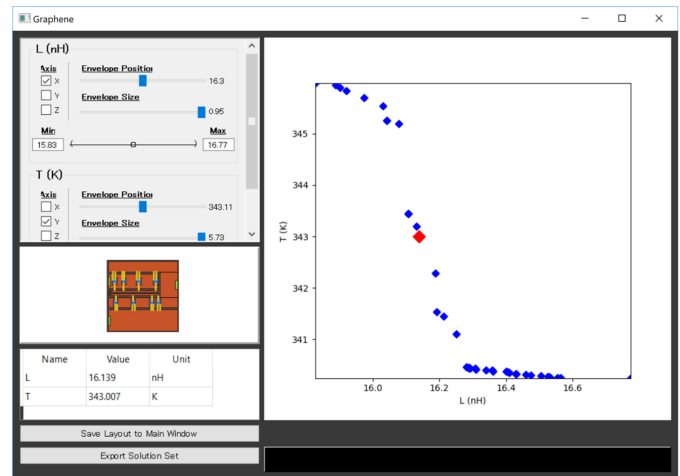 Graphene
L (nH)
Axis Envelope Position
X 16.3
Y Envelope Size
Z 0.95
Min Max
15.83 16.77
T (K)
Axis Envelope Position
X 343.11
Y Envelope Size
Z 5.73
Name Value Unit
L 16.139 nH
T 343.007 K
Save Layout to Main Window
Export Solution Set
345
344
343
342
341
T (K)
16.0 16.2 16.4 16.6
L (nH)